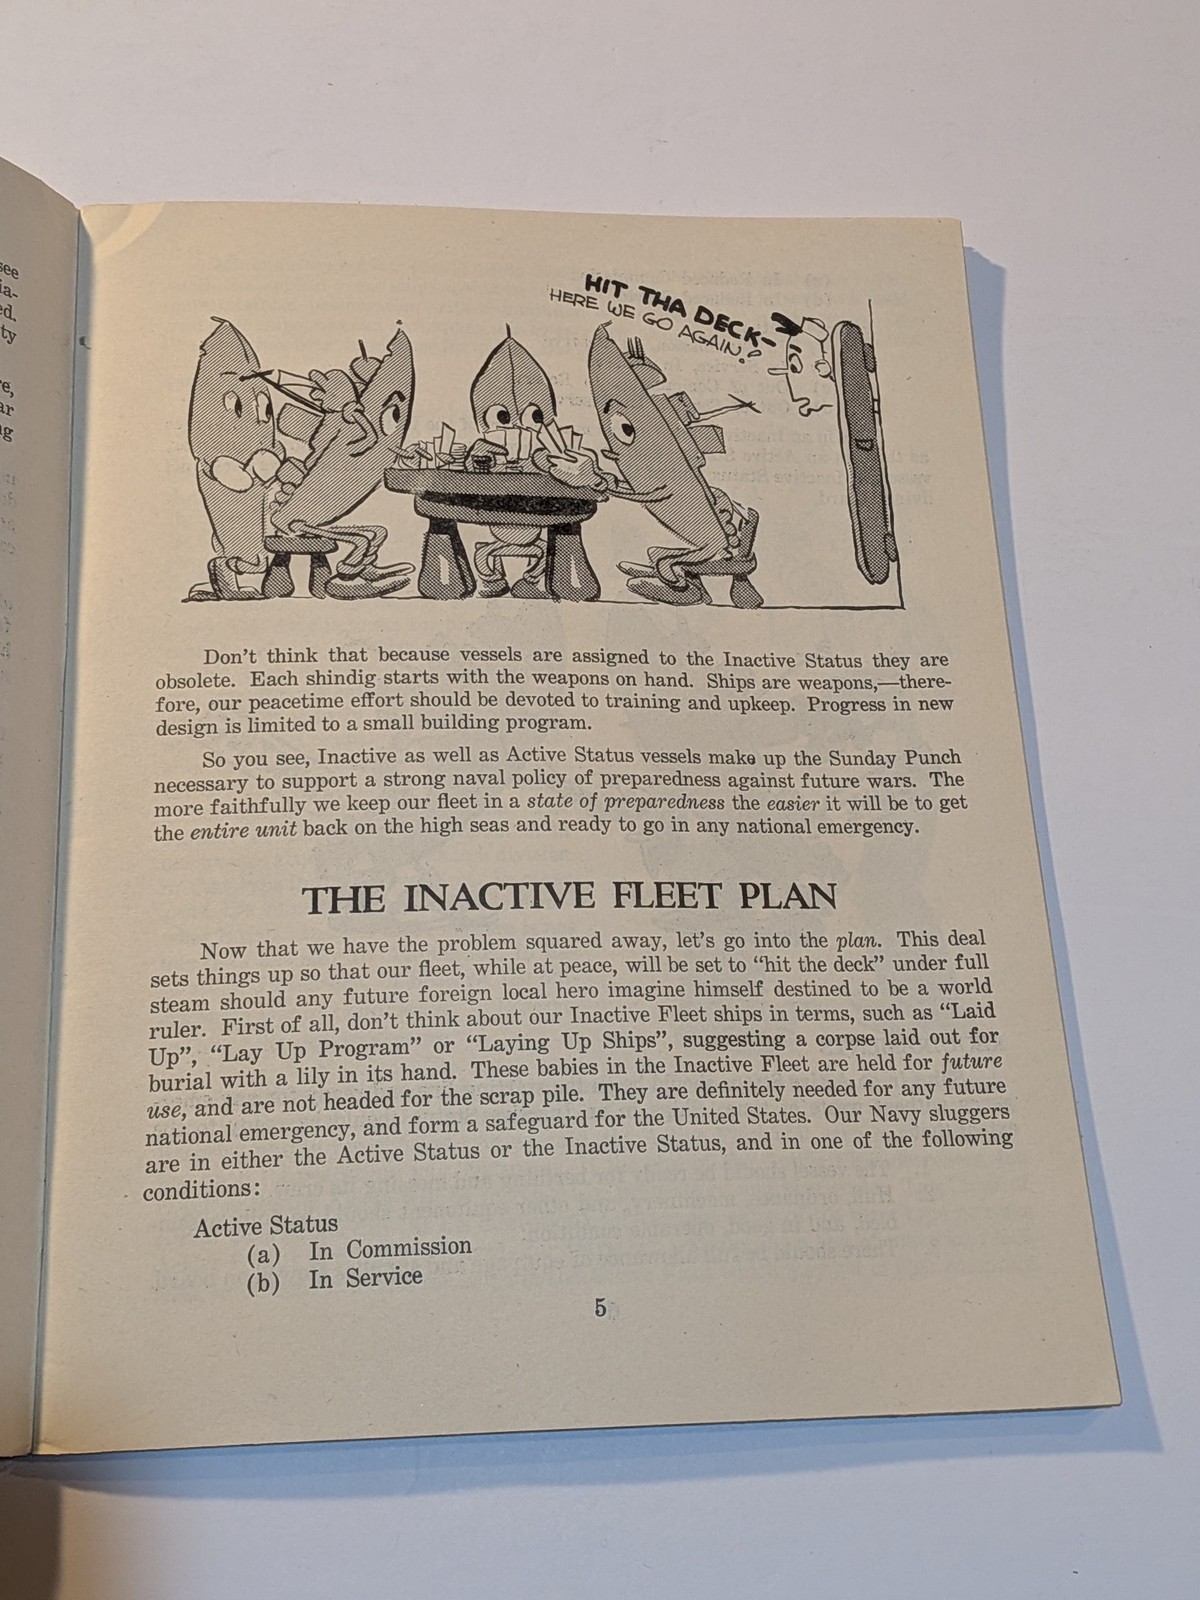 see
ia-
ed.
ty
e,
ar
ng
HIT THA DECK-
HERE WE GO AGAIN!?
Don't think that because vessels are assigned to the Inactive Status they are
obsolete. Each shindig starts with the weapons on hand. Ships are weapons,—there-
fore, our peacetime effort should be devoted to training and upkeep. Progress in new
design is limited to a small building program.
So you see, Inactive as well as Active Status vessels make up the Sunday Punch
necessary to support a strong naval policy of preparedness against future wars. The
more faithfully we keep our fleet in a state of preparedness the easier it will be to get
the entire unit back on the high seas and ready to go in any national emergency.
THE INACTIVE FLEET PLAN
Now that we have the problem squared away, let's go into the plan. This deal
sets things up so that our fleet, while at peace, will be set to "hit the deck" under full
steam should any future foreign local hero imagine himself destined to be a world
ruler. First of all, don't think about our Inactive Fleet ships in terms, such as "Laid
Up", "Lay Up Program" or "Laying Up Ships", suggesting a corpse laid out for
burial with a lily in its hand. These babies in the Inactive Fleet are held for future
use, and are not headed for the scrap pile. They are definitely needed for any future
national emergency, and form a safeguard for the United States. Our Navy sluggers
are in either the Active Status or the Inactive Status, and in one of the following
conditions:
Active Status
(a) In Commission
(b) In Service
5